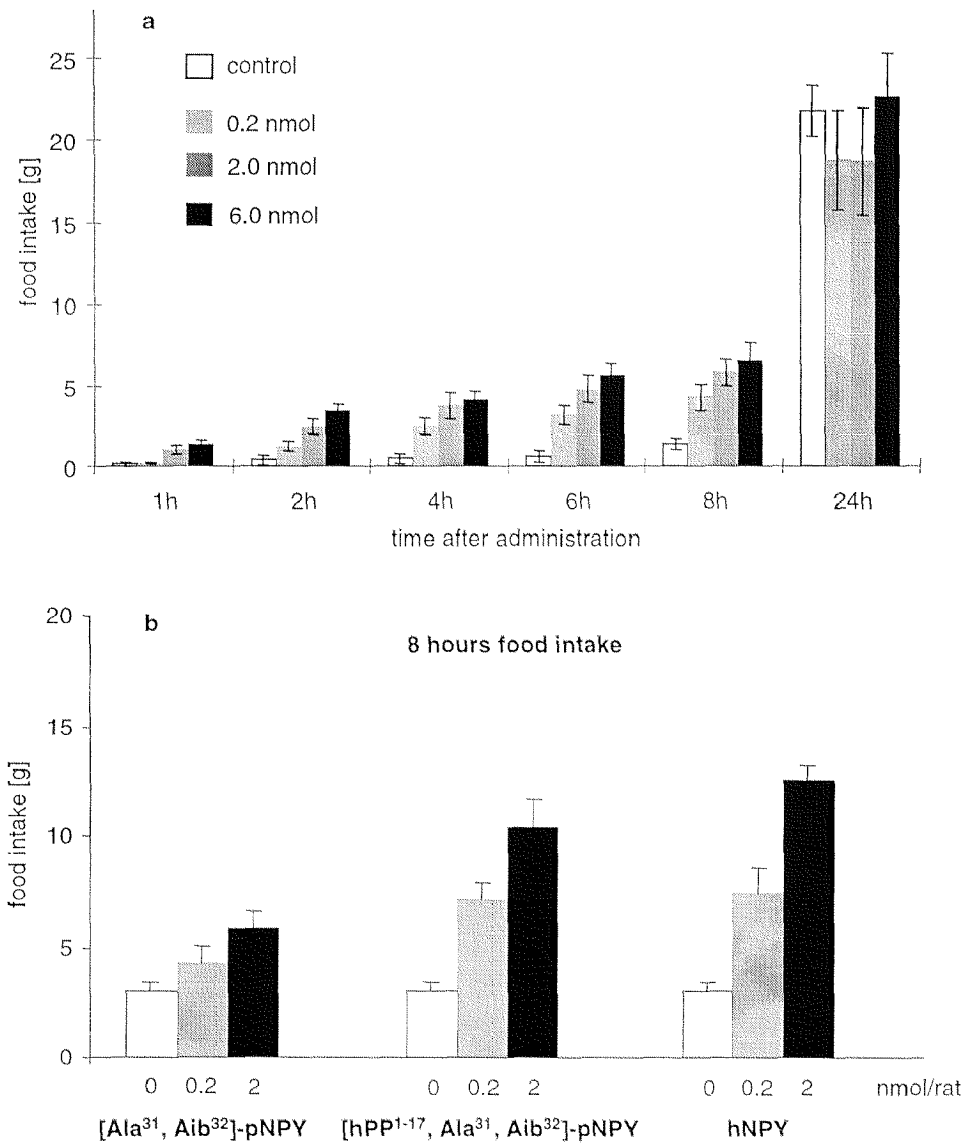 a
25
20
15
10
5
0
food intake [g]
control
0.2 nmol
2.0 nmol
6.0 nmol
1h 2h 4h 6h 8h 24h
time after administration
b
8 hours food intake
20
15
10
5
0
food intake [g]
0 0.2 2 0 0.2 2 0 0.2 2 nmol/rat
[Ala³¹, Aib³²]-pNPY [hPP¹⁻¹⁷, Ala³¹, Aib³²]-pNPY hNPY